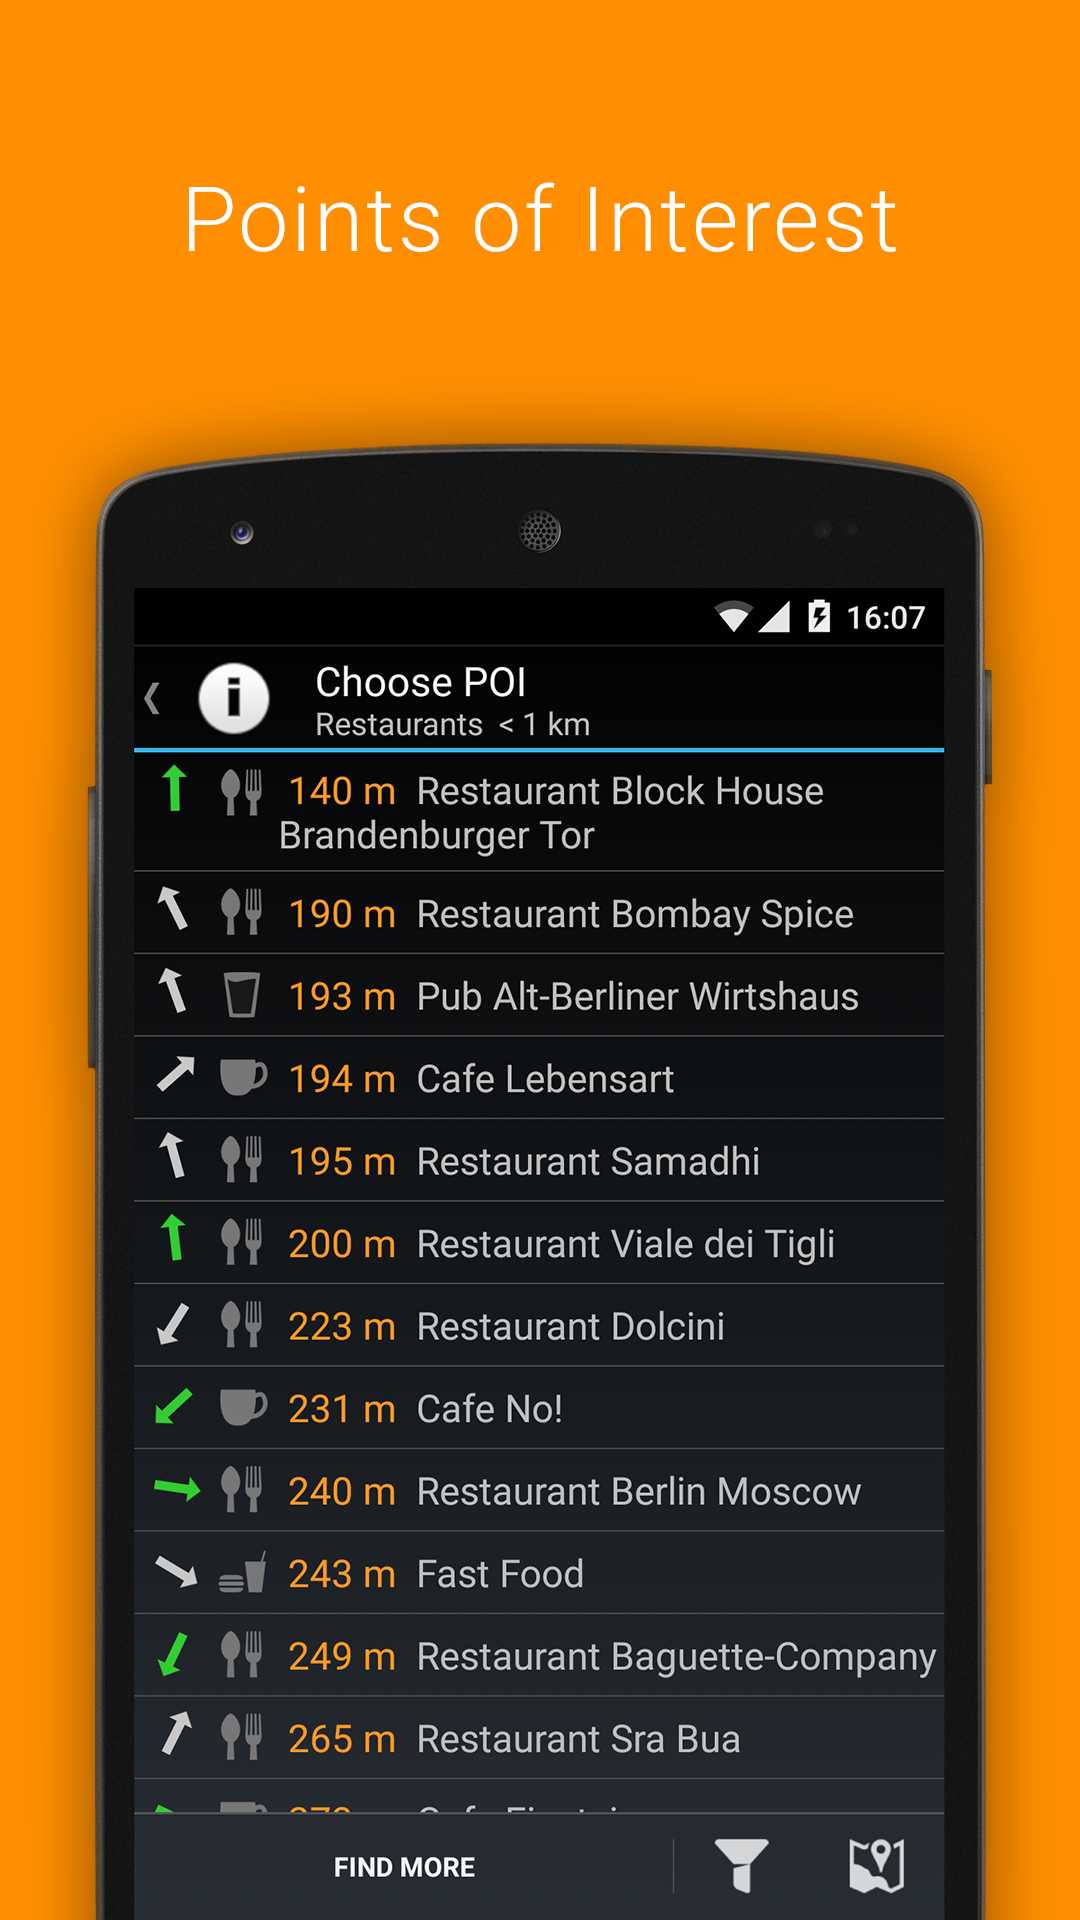 Points of Interest
16:07
Choose POI
Restaurants < 1 km
140 m Restaurant Block House
Brandenburger Tor
190 m Restaurant Bombay Spice
193 m Pub Alt-Berliner Wirtshaus
194 m Cafe Lebensart
195 m Restaurant Samadhi
200 m Restaurant Viale dei Tigli
223 m Restaurant Dolcini
231 m Cafe No!
240 m Restaurant Berlin Moscow
243 m Fast Food
249 m Restaurant Baguette-Company
265 m Restaurant Sra Bua
FIND MORE